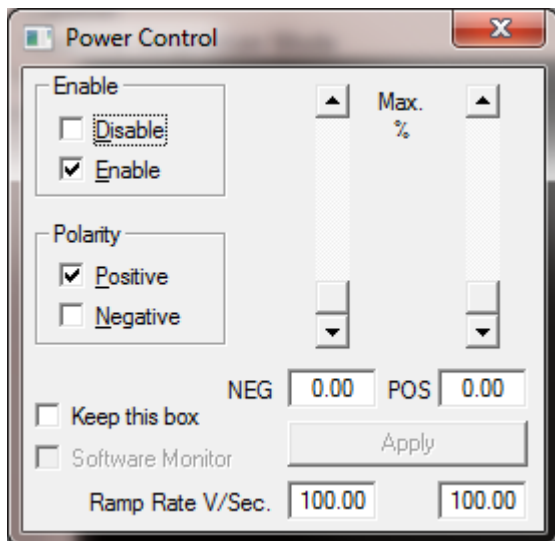 Power Control
Enable
Disable
Enable
Max.
%
Polarity
Positive
Negative
NEG 0.00 POS 0.00
Keep this box
Apply
Software Monitor
Ramp Rate V/Sec. 100.00 100.00